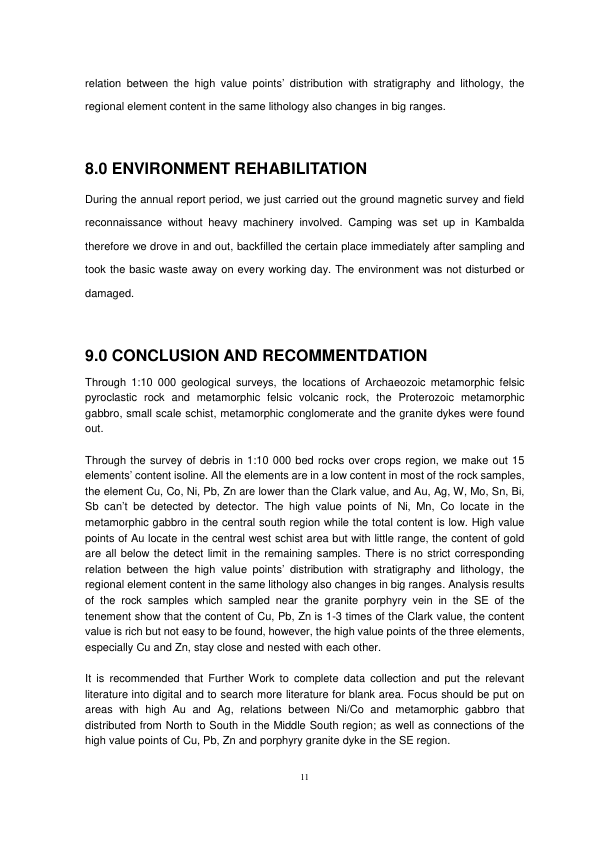 relation between the high value points’ distribution with stratigraphy and lithology, the
regional element content in the same lithology also changes in big ranges.
8.0 ENVIRONMENT REHABILITATION
During the annual report period, we just carried out the ground magnetic survey and field
reconnaissance without heavy machinery involved. Camping was set up in Kambalda
therefore we drove in and out, backfilled the certain place immediately after sampling and
took the basic waste away on every working day. The environment was not disturbed or
damaged.
9.0 CONCLUSION AND RECOMMENTDATION
Through 1:10 000 geological surveys, the locations of Archaeozoic metamorphic felsic
pyroclastic rock and metamorphic felsic volcanic rock, the Proterozoic metamorphic
gabbro, small scale schist, metamorphic conglomerate and the granite dykes were found
out.
Through the survey of debris in 1:10 000 bed rocks over crops region, we make out 15
elements’ content isoline. All the elements are in a low content in most of the rock samples,
the element Cu, Co, Ni, Pb, Zn are lower than the Clark value, and Au, Ag, W, Mo, Sn, Bi,
Sb can’t be detected by detector. The high value points of Ni, Mn, Co locate in the
metamorphic gabbro in the central south region while the total content is low. High value
points of Au locate in the central west schist area but with little range, the content of gold
are all below the detect limit in the remaining samples. There is no strict corresponding
relation between the high value points’ distribution with stratigraphy and lithology, the
regional element content in the same lithology also changes in big ranges. Analysis results
of the rock samples which sampled near the granite porphyry vein in the SE of the
tenement show that the content of Cu, Pb, Zn is 1-3 times of the Clark value, the content
value is rich but not easy to be found, however, the high value points of the three elements,
especially Cu and Zn, stay close and nested with each other.
It is recommended that Further Work to complete data collection and put the relevant
literature into digital and to search more literature for blank area. Focus should be put on
areas with high Au and Ag, relations between Ni/Co and metamorphic gabbro that
distributed from North to South in the Middle South region; as well as connections of the
high value points of Cu, Pb, Zn and porphyry granite dyke in the SE region.
11